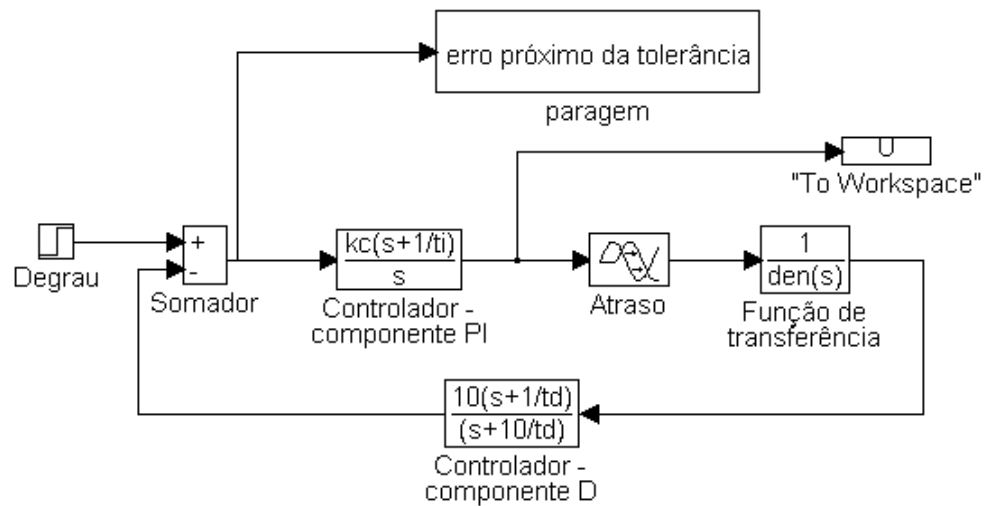 erro próximo da tolerância
paragem
U
"To Workspace"
Degrau
+
-
Somador
kc(s+1/ti)
s
Controlador -
componente PI
Atraso
1
den(s)
Função de
transferência
10(s+1/td)
(s+10/td)
Controlador -
componente D